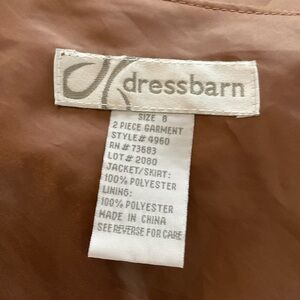 dressbarn
SIZE 8
2 PIECE GARMENT
STYLE# 4960
RN# 73683
LOT# 2080
JACKET/SKIRT:
100% POLYESTER
LINING:
100% POLYESTER
MADE IN CHINA
SEE REVERSE FOR CARE